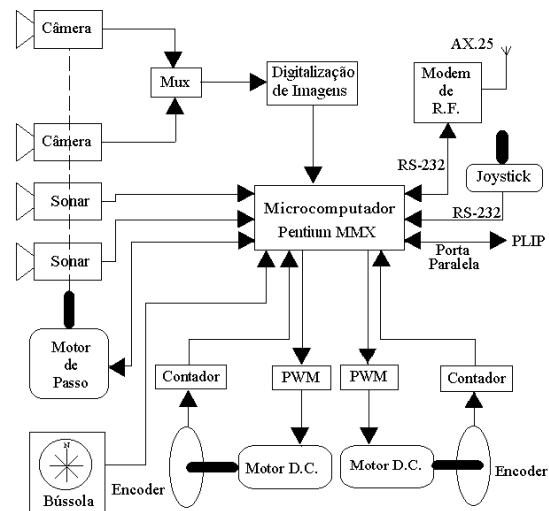 Câmera
AX.25
Mux
Digitalização
de Imagens
Modem
de
R.F.
Câmera
RS-232
Joystick
Sonar
Microcomputador
Pentium MMX
RS-232
Sonar
Porta
Paralela
PLIP
Motor
de
Passo
Contador
PWM
PWM
Contador
N
Bússola
Encoder
Motor D.C.
Motor D.C.
Encoder